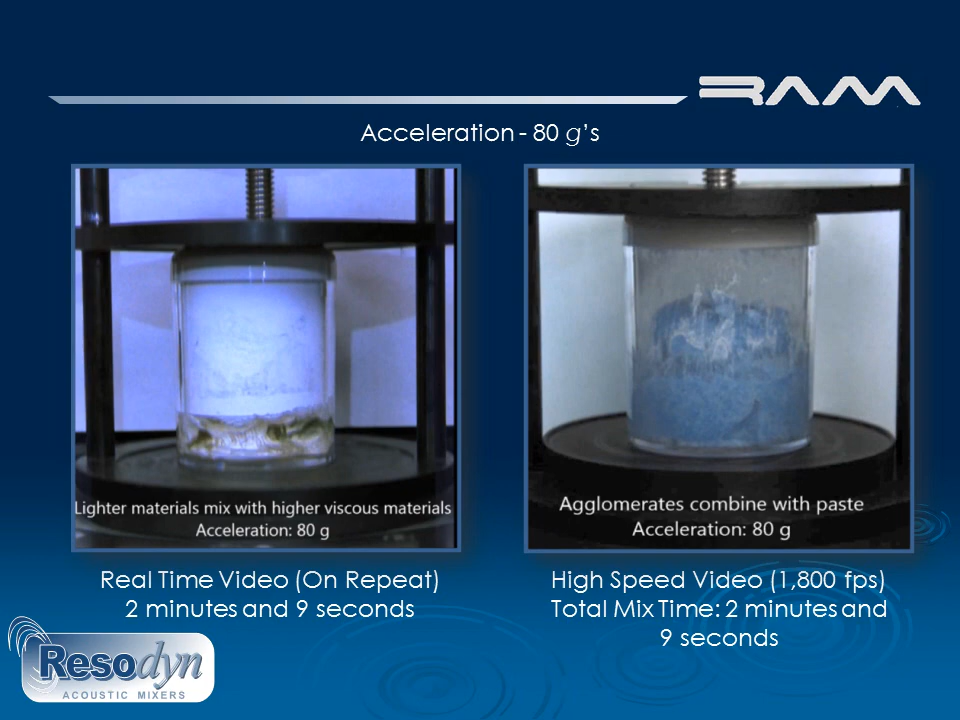 RAM
Acceleration - 80 g's
Lighter materials mix with higher viscous materials
Acceleration: 80 g
Agglomerates combine with paste
Acceleration: 80 g
Real Time Video (On Repeat)
2 minutes and 9 seconds
High Speed Video (1,800 fps)
Total Mix Time: 2 minutes and
9 seconds
Resodyn
ACOUSTIC MIXERS